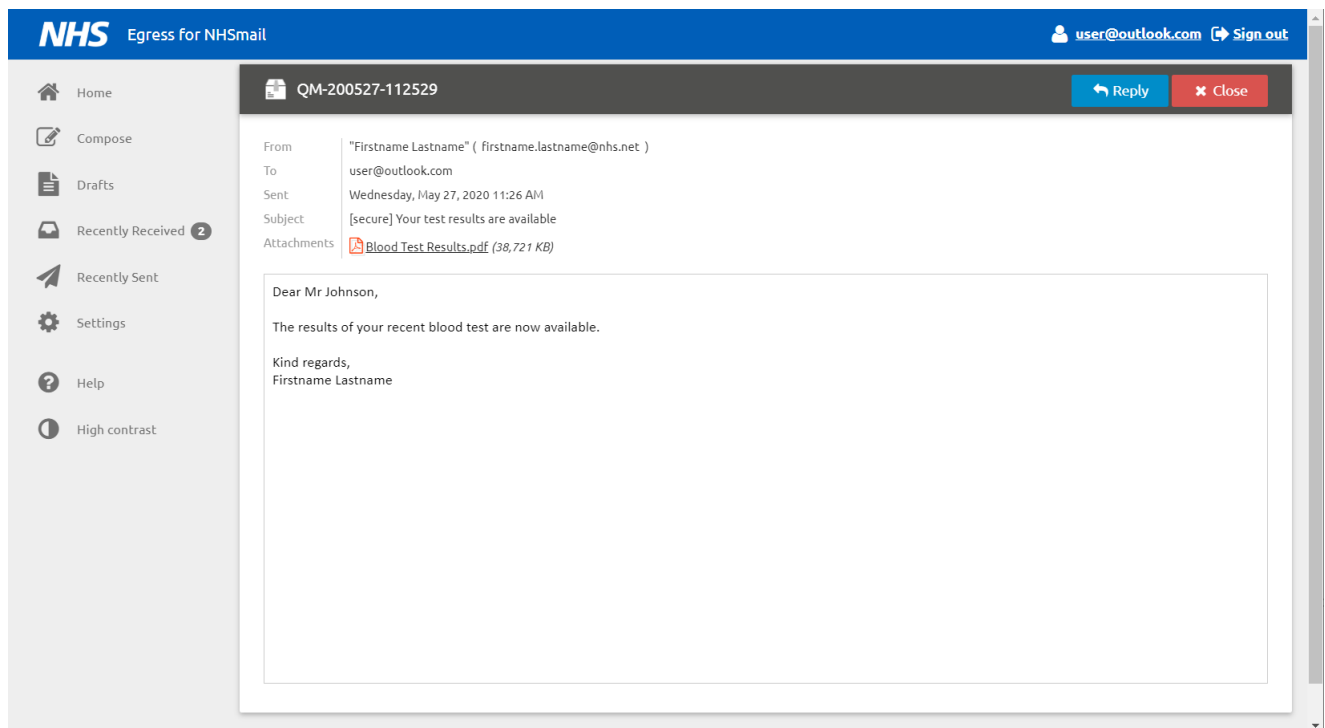 NHS Egress for NHSmail
user@outlook.com Sign out
Home
Compose
Drafts
Recently Received 2
Recently Sent
Settings
Help
High contrast
QM-200527-112529
Reply
Close
From "Firstname Lastname" ( firstname.lastname@nhs.net )
To user@outlook.com
Sent Wednesday, May 27, 2020 11:26 AM
Subject [secure] Your test results are available
Attachments Blood Test Results.pdf (38,721 KB)
Dear Mr Johnson,
The results of your recent blood test are now available.
Kind regards,
Firstname Lastname